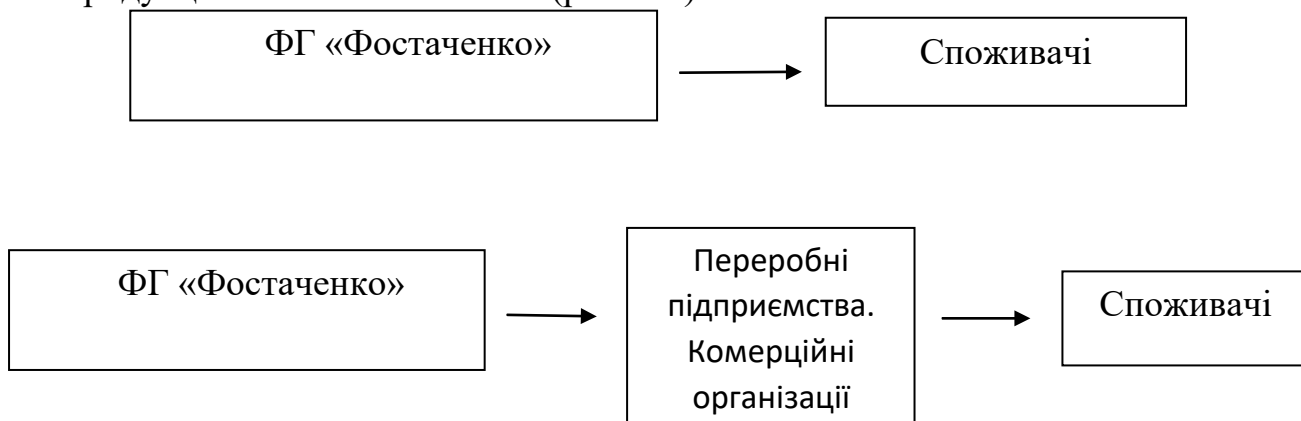 ФГ «Фостаченко»
Споживачі
ФГ «Фостаченко»
Переробні
підприємства.
Комерційні
організації
Споживачі